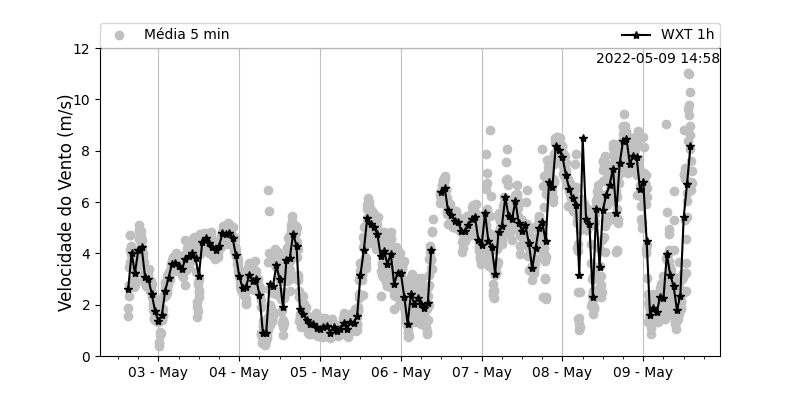 Média 5 min
WXT 1h
2022-05-09 14:58
Velocidade do Vento (m/s)
12
10
8
6
4
2
0
03 - May
04 - May
05 - May
06 - May
07 - May
08 - May
09 - May